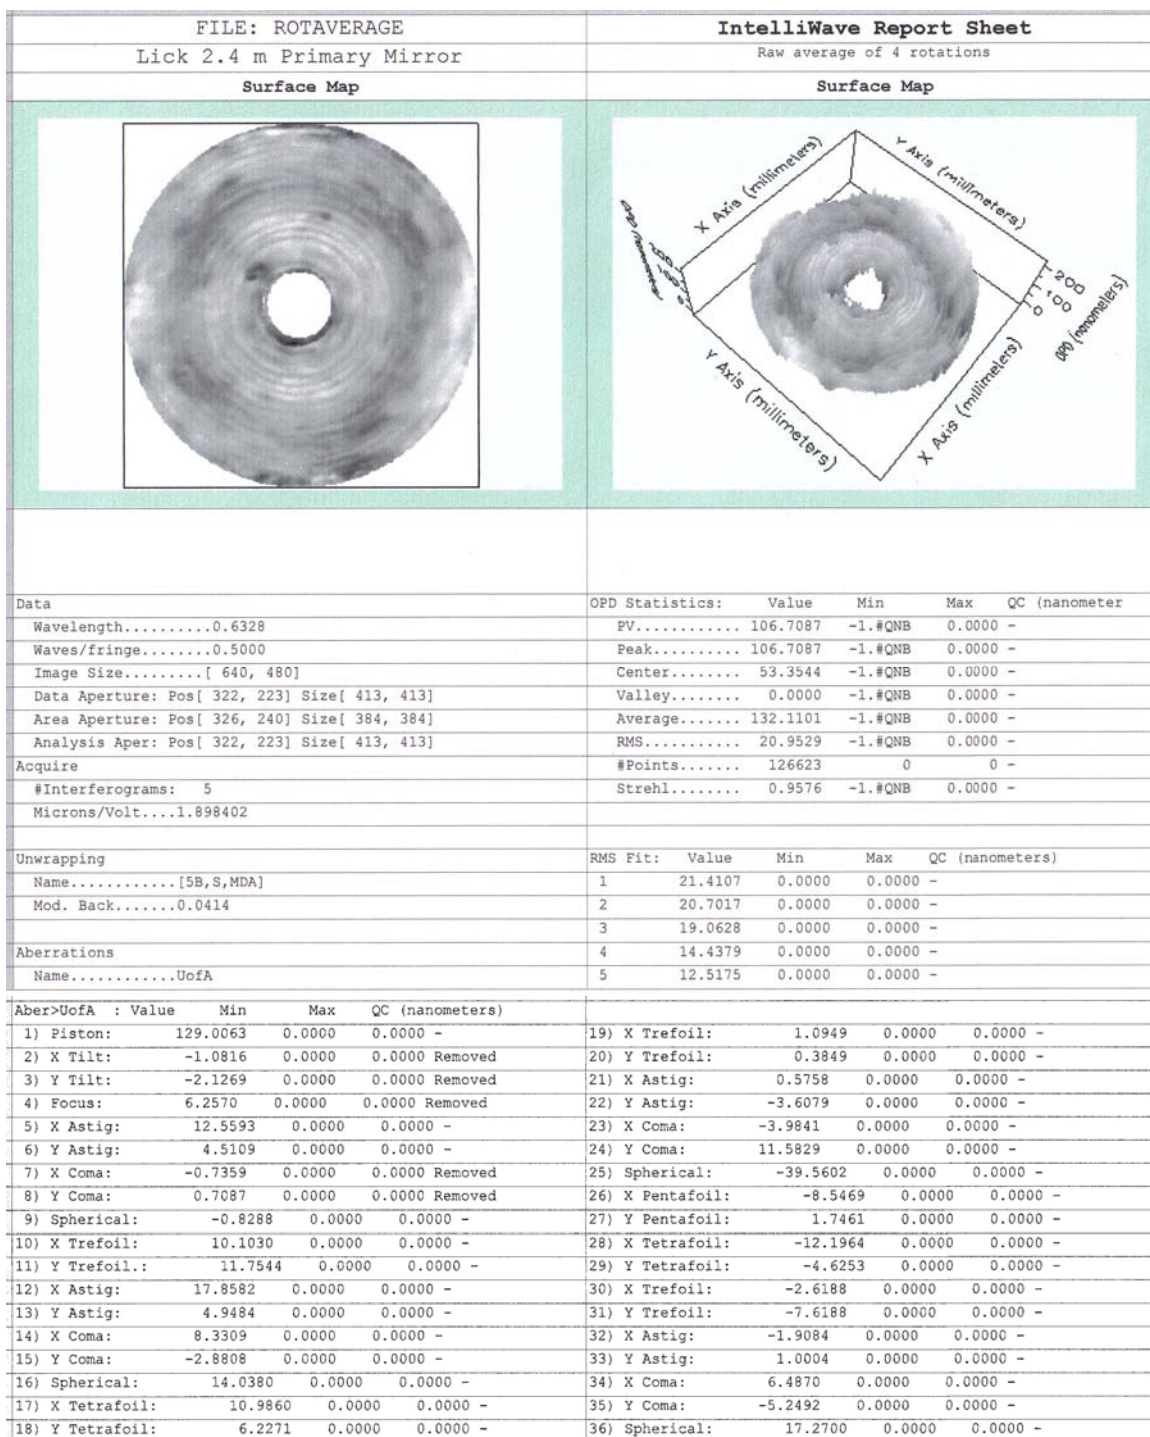 FILE: ROTAVERAGE
Lick 2.4 m Primary Mirror
Surface Map
IntelliWave Report Sheet
Raw average of 4 rotations
Surface Map
X Axis (millimeters)
Y Axis (millimeters)
200
100
0
OPD (nanometers)
Y Axis (millimeters)
X Axis (millimeters)
Data
Wavelength..........0.6328
Waves/fringe........0.5000
Image Size.........[ 640, 480]
Data Aperture: Pos[ 322, 223] Size[ 413, 413]
Area Aperture: Pos[ 326, 240] Size[ 384, 384]
Analysis Aper: Pos[ 322, 223] Size[ 413, 413]
Acquire
#Interferograms: 5
Microns/Volt....1.898402
Unwrapping
Name............[5B,S,MDA]
Mod. Back.......0.0414
Aberrations
Name............UofA
OPD Statistics: Value Min Max QC (nanometer
PV............ 106.7087 -1.#QNB 0.0000 -
Peak.......... 106.7087 -1.#QNB 0.0000 -
Center........ 53.3544 -1.#QNB 0.0000 -
Valley........ 0.0000 -1.#QNB 0.0000 -
Average....... 132.1101 -1.#QNB 0.0000 -
RMS........... 20.9529 -1.#QNB 0.0000 -
#Points....... 126623 0 0 -
Strehl........ 0.9576 -1.#QNB 0.0000 -
RMS Fit: Value Min Max QC (nanometers)
1 21.4107 0.0000 0.0000 -
2 20.7017 0.0000 0.0000 -
3 19.0628 0.0000 0.0000 -
4 14.4379 0.0000 0.0000 -
5 12.5175 0.0000 0.0000 -
Aber>UofA : Value Min Max QC (nanometers)
1) Piston: 129.0063 0.0000 0.0000 -
2) X Tilt: -1.0816 0.0000 0.0000 Removed
3) Y Tilt: -2.1269 0.0000 0.0000 Removed
4) Focus: 6.2570 0.0000 0.0000 Removed
5) X Astig: 12.5593 0.0000 0.0000 -
6) Y Astig: 4.5109 0.0000 0.0000 -
7) X Coma: -0.7359 0.0000 0.0000 Removed
8) Y Coma: 0.7087 0.0000 0.0000 Removed
9) Spherical: -0.8288 0.0000 0.0000 -
10) X Trefoil: 10.1030 0.0000 0.0000 -
11) Y Trefoil.: 11.7544 0.0000 0.0000 -
12) X Astig: 17.8582 0.0000 0.0000 -
13) Y Astig: 4.9484 0.0000 0.0000 -
14) X Coma: 8.3309 0.0000 0.0000 -
15) Y Coma: -2.8808 0.0000 0.0000 -
16) Spherical: 14.0380 0.0000 0.0000 -
17) X Tetrafoil: 10.9860 0.0000 0.0000 -
18) Y Tetrafoil: 6.2271 0.0000 0.0000 -
19) X Trefoil: 1.0949 0.0000 0.0000 -
20) Y Trefoil: 0.3849 0.0000 0.0000 -
21) X Astig: 0.5758 0.0000 0.0000 -
22) Y Astig: -3.6079 0.0000 0.0000 -
23) X Coma: -3.9841 0.0000 0.0000 -
24) Y Coma: 11.5829 0.0000 0.0000 -
25) Spherical: -39.5602 0.0000 0.0000 -
26) X Pentafoil: -8.5469 0.0000 0.0000 -
27) Y Pentafoil: 1.7461 0.0000 0.0000 -
28) X Tetrafoil: -12.1964 0.0000 0.0000 -
29) Y Tetrafoil: -4.6253 0.0000 0.0000 -
30) X Trefoil: -2.6188 0.0000 0.0000 -
31) Y Trefoil: -7.6188 0.0000 0.0000 -
32) X Astig: -1.9084 0.0000 0.0000 -
33) Y Astig: 1.0004 0.0000 0.0000 -
34) X Coma: 6.4870 0.0000 0.0000 -
35) Y Coma: -5.2492 0.0000 0.0000 -
36) Spherical: 17.2700 0.0000 0.0000 -